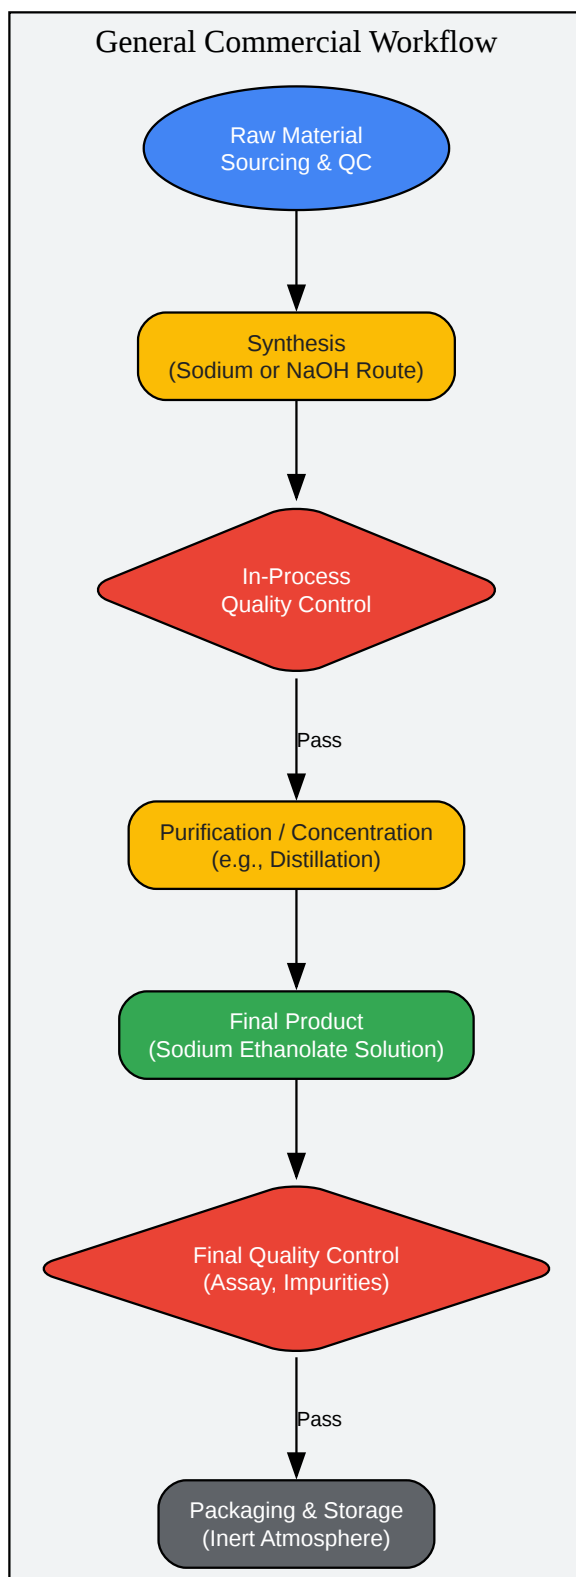 General Commercial Workflow
Raw Material
Sourcing & QC
Synthesis
(Sodium or NaOH Route)
In-Process
Quality Control
Pass
Purification / Concentration
(e.g., Distillation)
Final Product
(Sodium Ethanolate Solution)
Final Quality Control
(Assay, Impurities)
Pass
Packaging & Storage
(Inert Atmosphere)